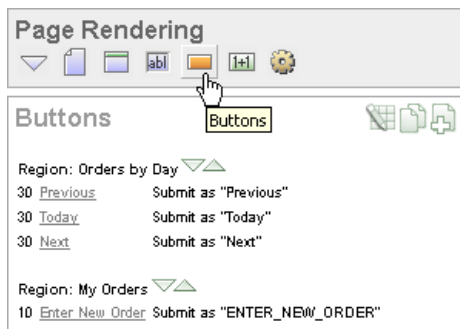 Page Rendering
abl
1+1
Buttons
Buttons
Region: Orders by Day
30 Previous Submit as "Previous"
30 Today Submit as "Today"
30 Next Submit as "Next"
Region: My Orders
10 Enter New Order Submit as "ENTER_NEW_ORDER"